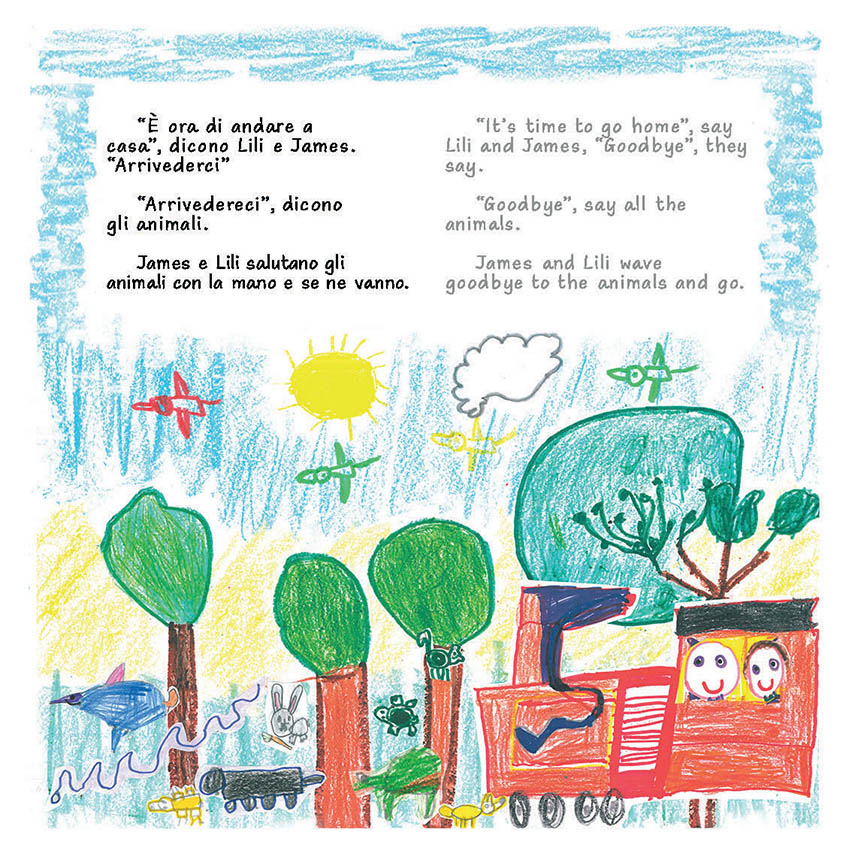 “È ora di andare a
casa”, dicono Lili e James.
“Arrivederci”
“Arrivedereci”, dicono
gli animali.
James e Lili salutano gli
animali con la mano e se ne vanno.
“It’s time to go home”, say
Lili and James, “Goodbye”, they
say.
“Goodbye”, say all the
animals.
James and Lili wave
goodbye to the animals and go.